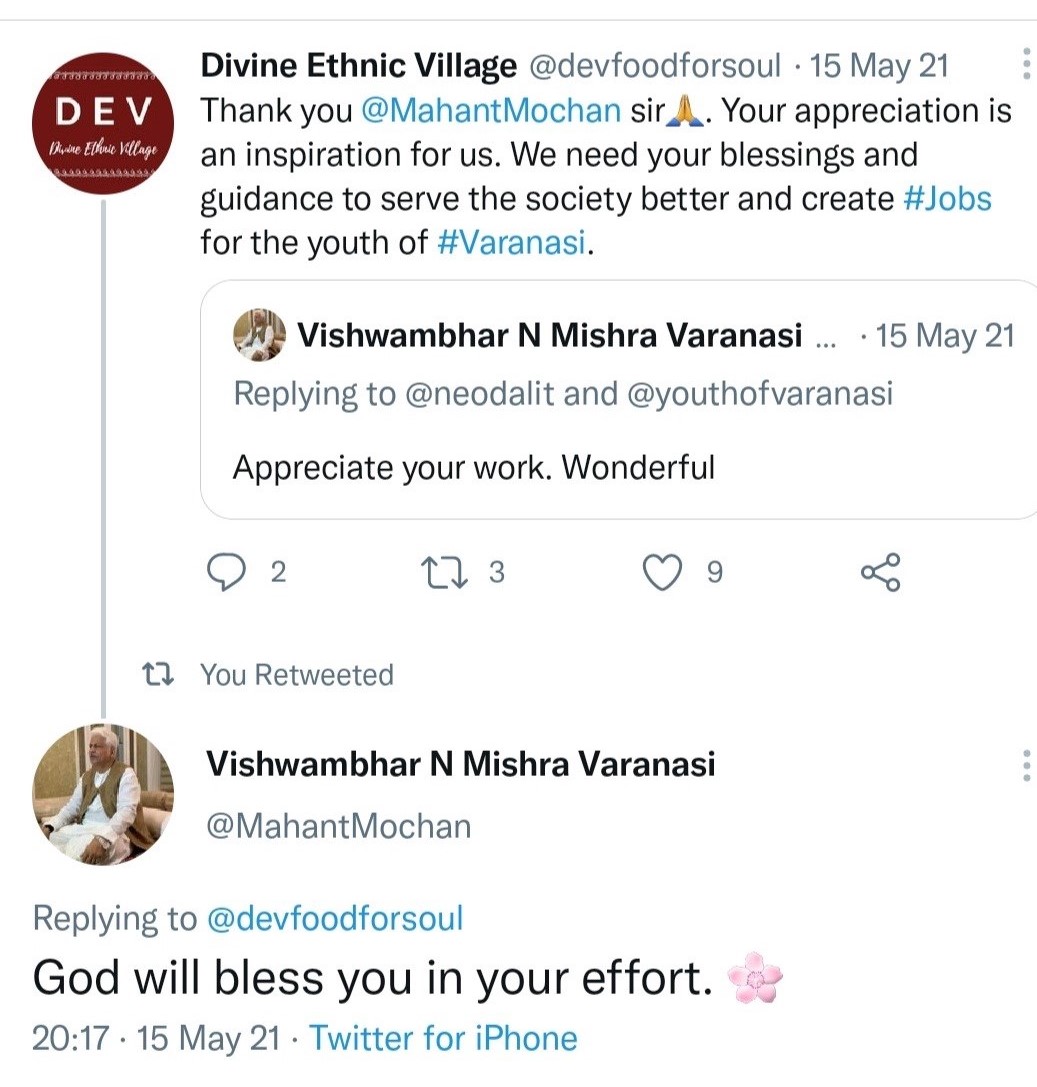 DEV
Divine Ethnic Village
Divine Ethnic Village @devfoodforsoul · 15 May 21
Thank you @MahantMochan sir🙏. Your appreciation is
an inspiration for us. We need your blessings and
guidance to serve the society better and create #Jobs
for the youth of #Varanasi.
Vishwambhar N Mishra Varanasi ... · 15 May 21
Replying to @neodalit and @youthofvaranasi
Appreciate your work. Wonderful
2 3 9
You Retweeted
Vishwambhar N Mishra Varanasi
@MahantMochan
Replying to @devfoodforsoul
God will bless you in your effort. 🌸
20:17 · 15 May 21 · Twitter for iPhone